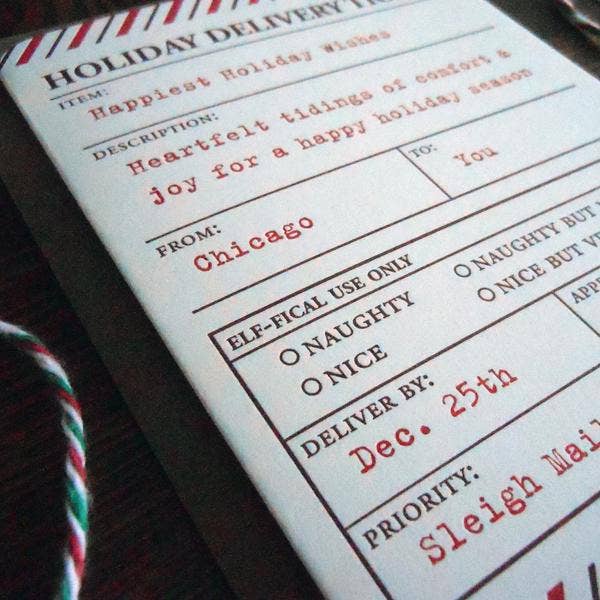 HOLIDAY DELIVERY
ITEM:
Happiest Holiday Wishes
DESCRIPTION:
Heartfelt tidings of comfort &
joy for a happy holiday season
FROM:
Chicago
TO:
You
ELF-FICAL USE ONLY
NAUGHTY
NAUGHTY BUT
NICE
NICE BUT
DELIVER BY:
Dec. 25th
PRIORITY:
Sleigh Mail